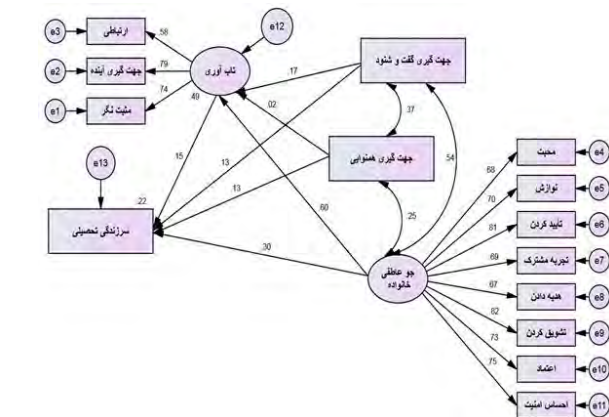 e12
e3
ارتباطی
.58
جهت گیری گفت و شنود
e2
جهت گیری آینده
.79
تاب آوری
.17
e1
مثبت نگر
.74
.49
.02
.37
جهت گیری همنوایی
.54
e13
.15
.13
.13
.25
.22
سرزندگی تحصیلی
.60
.30
جو عاطفی
خانواده
.68
محبت
e4
.70
نوازش
e5
.81
تایید کردن
e6
.69
تجربه مشترک
e7
.67
هدیه دادن
e8
.82
تشویق کردن
e9
.73
اعتماد
e10
.75
احساس امنیت
e11